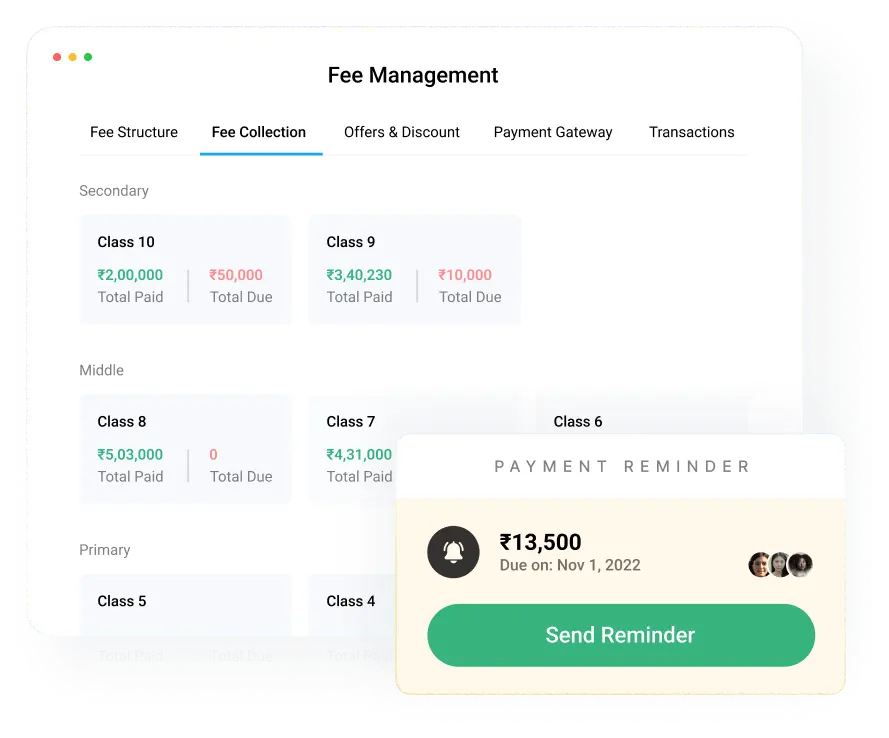 Fee Management
Fee Structure Fee Collection Offers & Discount Payment Gateway Transactions
Secondary
Class 10 Class 9
₹2,00,000 ₹50,000 ₹3,40,230 ₹10,000
Total Paid Total Due Total Paid Total Due
Middle
Class 8 Class 7 Class 6
₹5,03,000 0 ₹4,31,000
Total Paid Total Due Total Paid
Primary
Class 5 Class 4
Total Paid Total Due Total Paid
PAYMENT REMINDER
₹13,500
Due on: Nov 1, 2022
Send Reminder